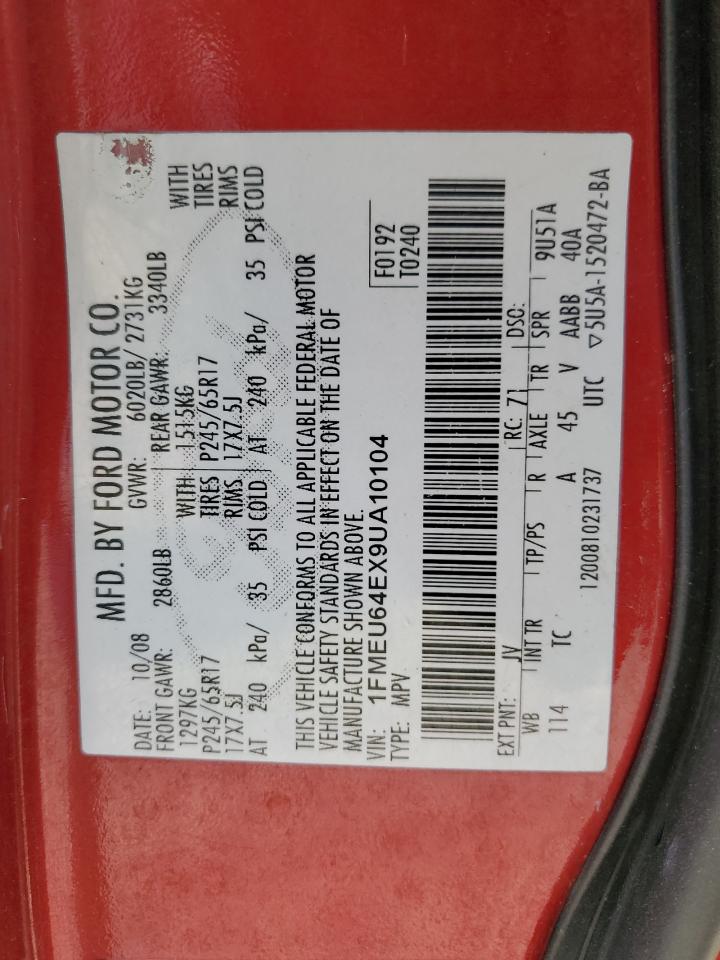 MFD. BY FORD MOTOR CO.
DATE: 10/08 GVWR: 6020LB/ 2731KG
FRONT GAWR: 2860LB REAR GAWR: 3340LB
1297KG WITH 1515KG WITH
P245/65R17 TIRES P245/65R17 TIRES
17X7.5J RIMS 17X7.5J RIMS
AT 240 kPa/ 35 PSI COLD AT 240 kPa/ 35 PSI COLD
THIS VEHICLE CONFORMS TO ALL APPLICABLE FEDERAL MOTOR
VEHICLE SAFETY STANDARDS IN EFFECT ON THE DATE OF
MANUFACTURE SHOWN ABOVE.
VIN: 1FMEU64EX9UA10104 F0192
TYPE: MPV T0240
EXT PNT: JV RC: 71 DSO:
WB INT TR TP/PS R AXLE TR SPR 9U51A
114 TC A 45 V AABB 40A
1200810231737 UTC ▽5U5A-1520472-BA